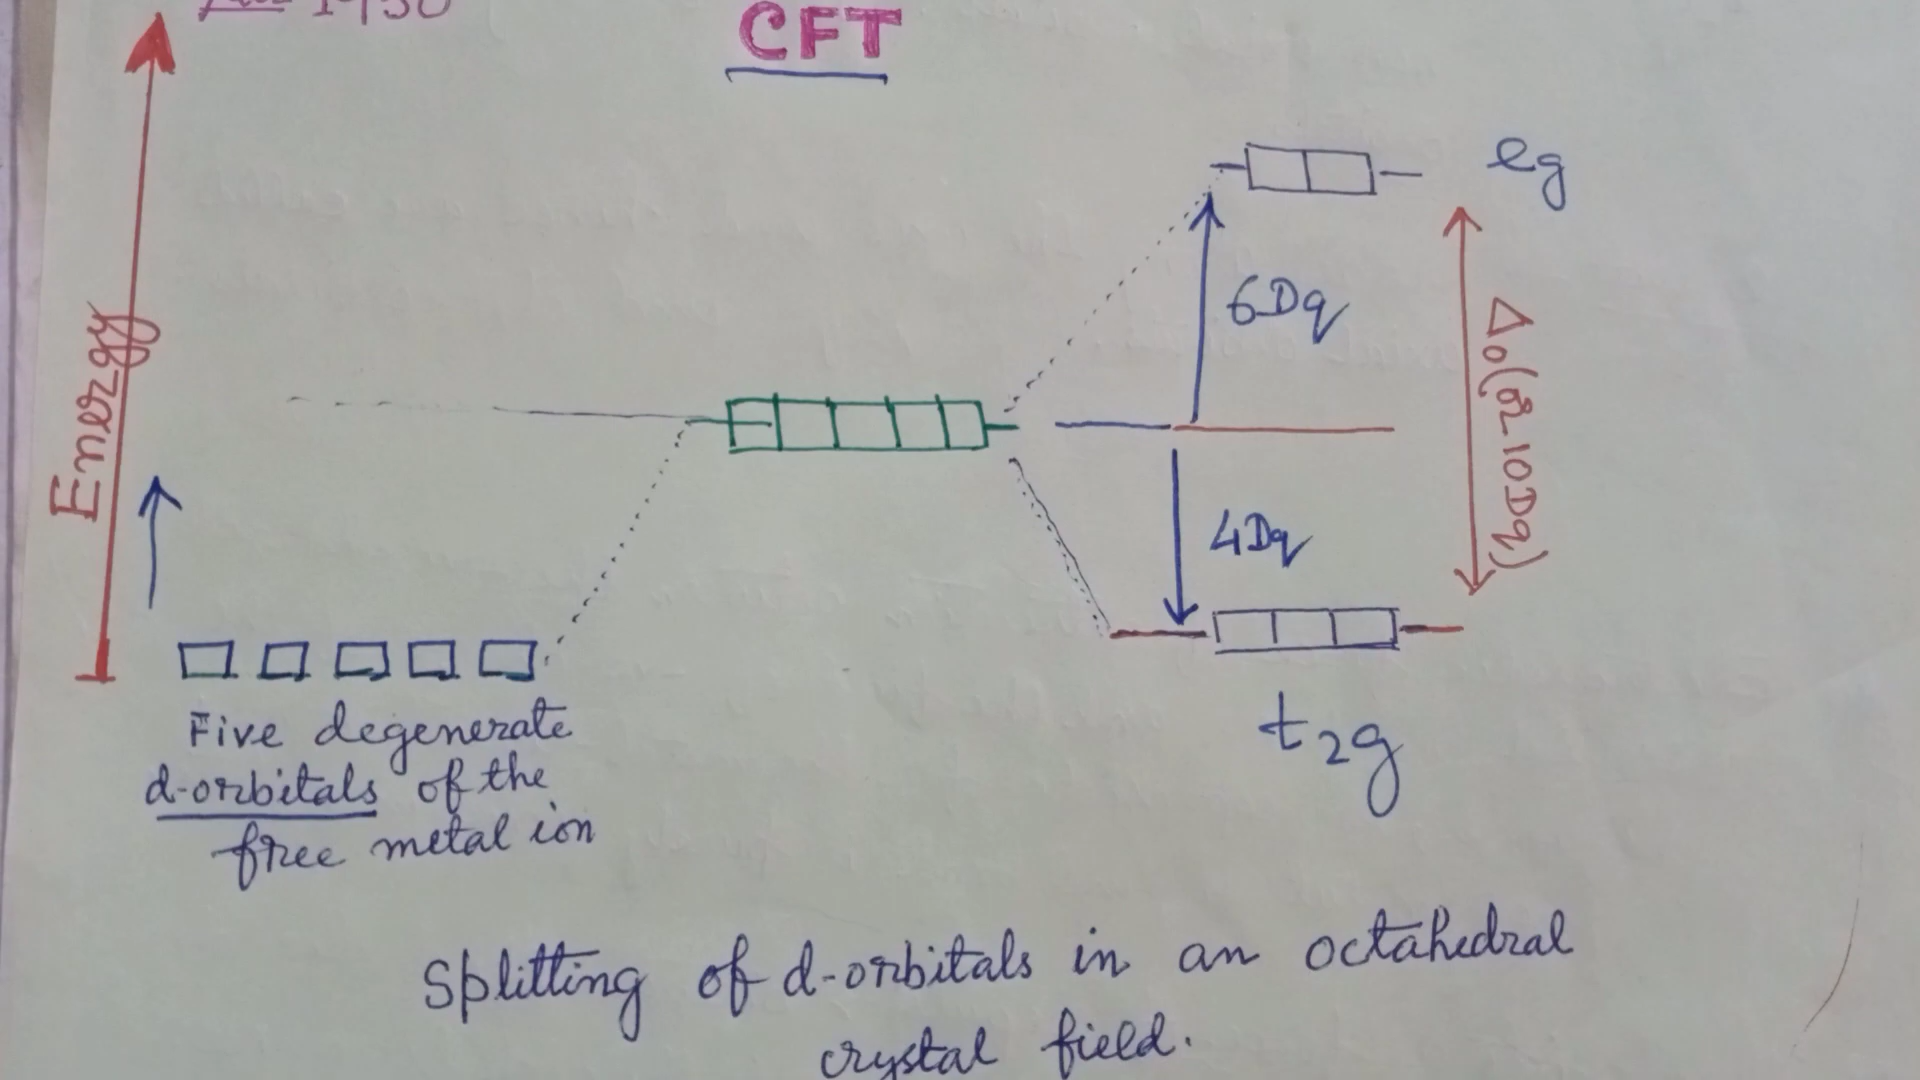 1930
CFT
eg
6Dq
Δo(or 10Dq)
Energy
4Dq
t2g
Five degenerate
d-orbitals of the
free metal ion
Splitting of d-orbitals in an octahedral
crystal field.